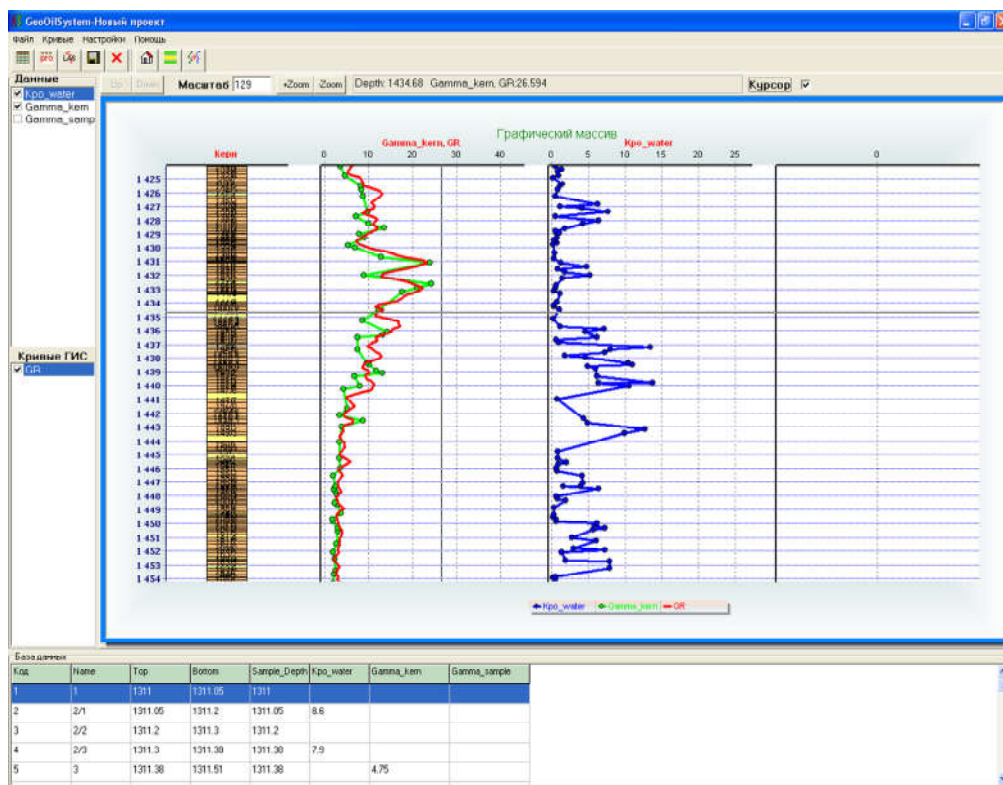 GeoOilSystem-Новый проект
Файл Кривые Настройки Помощь
Данные
Up Down Масштаб 129 +Zoom -Zoom Depth: 1434.68 Gamma_kern, GR:26.594 Курсор
Kpo_water
Gamma_kern
Gamma_samp
Графический массив
Керн Gamma_kern, GR Kpo_water
0 10 20 30 40 0 5 10 15 20 25 0
1 425
1 426
1 427
1 428
1 429
1 430
1 431
1 432
1 433
1 434
1 435
1 436
1 437
1 438
1 439
1 440
1 441
1 442
1 443
1 444
1 445
1 446
1 447
1 448
1 449
1 450
1 451
1 452
1 453
1 454
Кривые ГИС
GR
Kpo_water Gamma_kern GR
База данных
Код Name Top Bottom Sample_Depth Kpo_water Gamma_kern Gamma_sample
1 1 1311 1311.05 1311
2 2/1 1311.05 1311.2 1311.05 8.6
3 2/2 1311.2 1311.3 1311.2
4 2/3 1311.3 1311.38 1311.38 7.9
5 3 1311.38 1311.51 1311.38 4.75